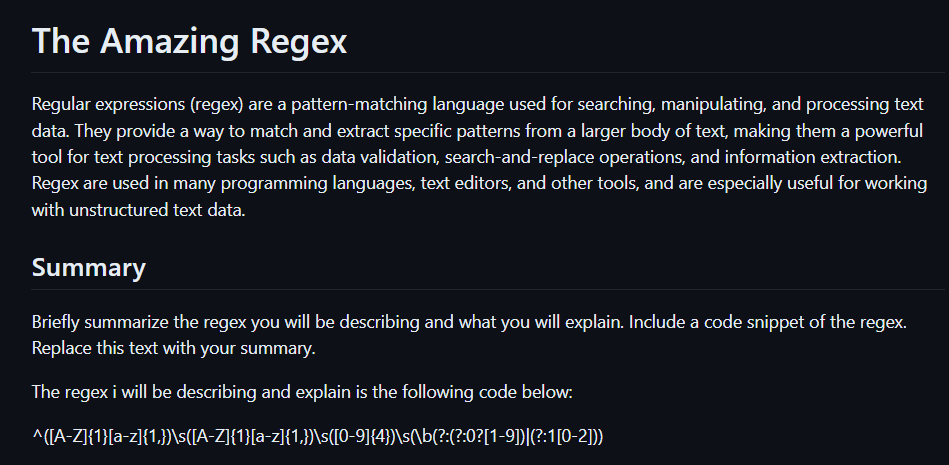 The Amazing Regex
Regular expressions (regex) are a pattern-matching language used for searching, manipulating, and processing text
data. They provide a way to match and extract specific patterns from a larger body of text, making them a powerful
tool for text processing tasks such as data validation, search-and-replace operations, and information extraction.
Regex are used in many programming languages, text editors, and other tools, and are especially useful for working
with unstructured text data.
Summary
Briefly summarize the regex you will be describing and what you will explain. Include a code snippet of the regex.
Replace this text with your summary.
The regex i will be describing and explain is the following code below:
^([A-Z]{1}[a-z]{1,})\s([A-Z]{1}[a-z]{1,})\s([0-9]{4})\s(\b(?:(?:0?[1-9])|(?:1[0-2]))